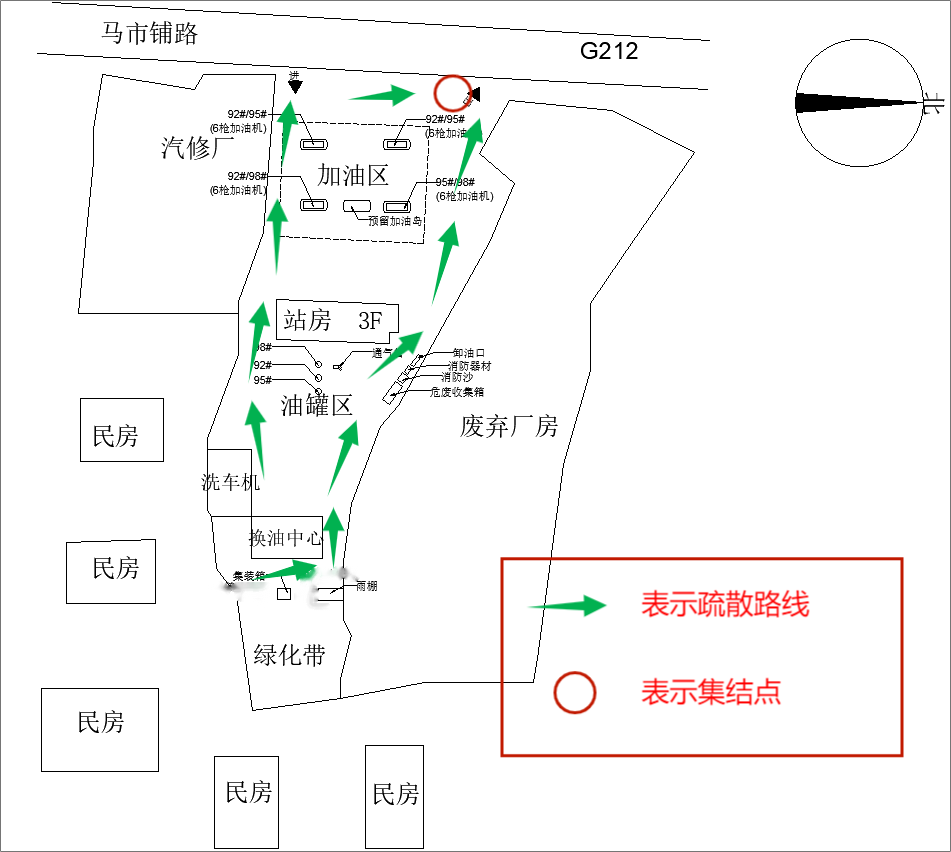 马市铺路
G212
进
北
92#/95#
(6枪加油机)
92#/95#
(6枪加油机)
汽修厂
加油区
92#/98#
(6枪加油机)
95#/98#
(6枪加油机)
预留加油岛
站房 3F
98#
92#
95#
通气
卸油口
消防器材
消防沙
危废收集箱
油罐区
废弃厂房
民房
洗车机
换油中心
民房
集装箱
雨棚
绿化带
民房
民房
民房
表示疏散路线
表示集结点